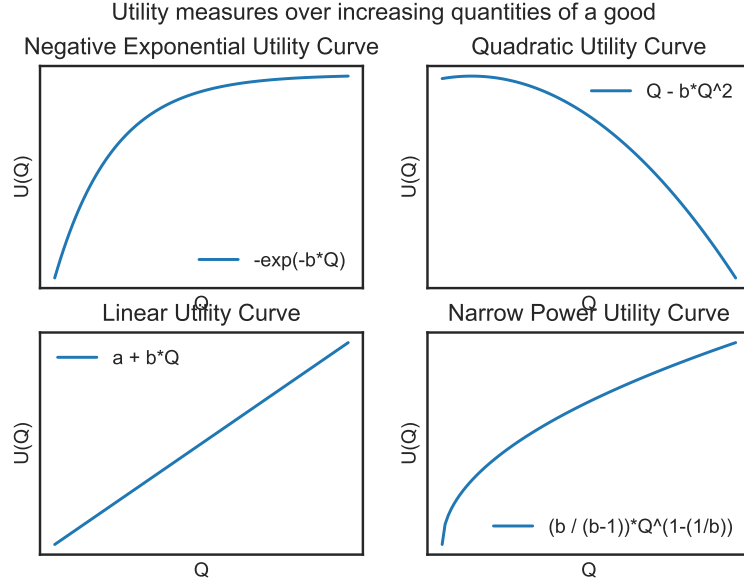 Utility measures over increasing quantities of a good
Negative Exponential Utility Curve
U(Q)
-exp(-b*Q)
Q
Quadratic Utility Curve
U(Q)
Q - b*Q^2
Q
Linear Utility Curve
U(Q)
a + b*Q
Q
Narrow Power Utility Curve
U(Q)
(b / (b-1))*Q^(1-(1/b))
Q